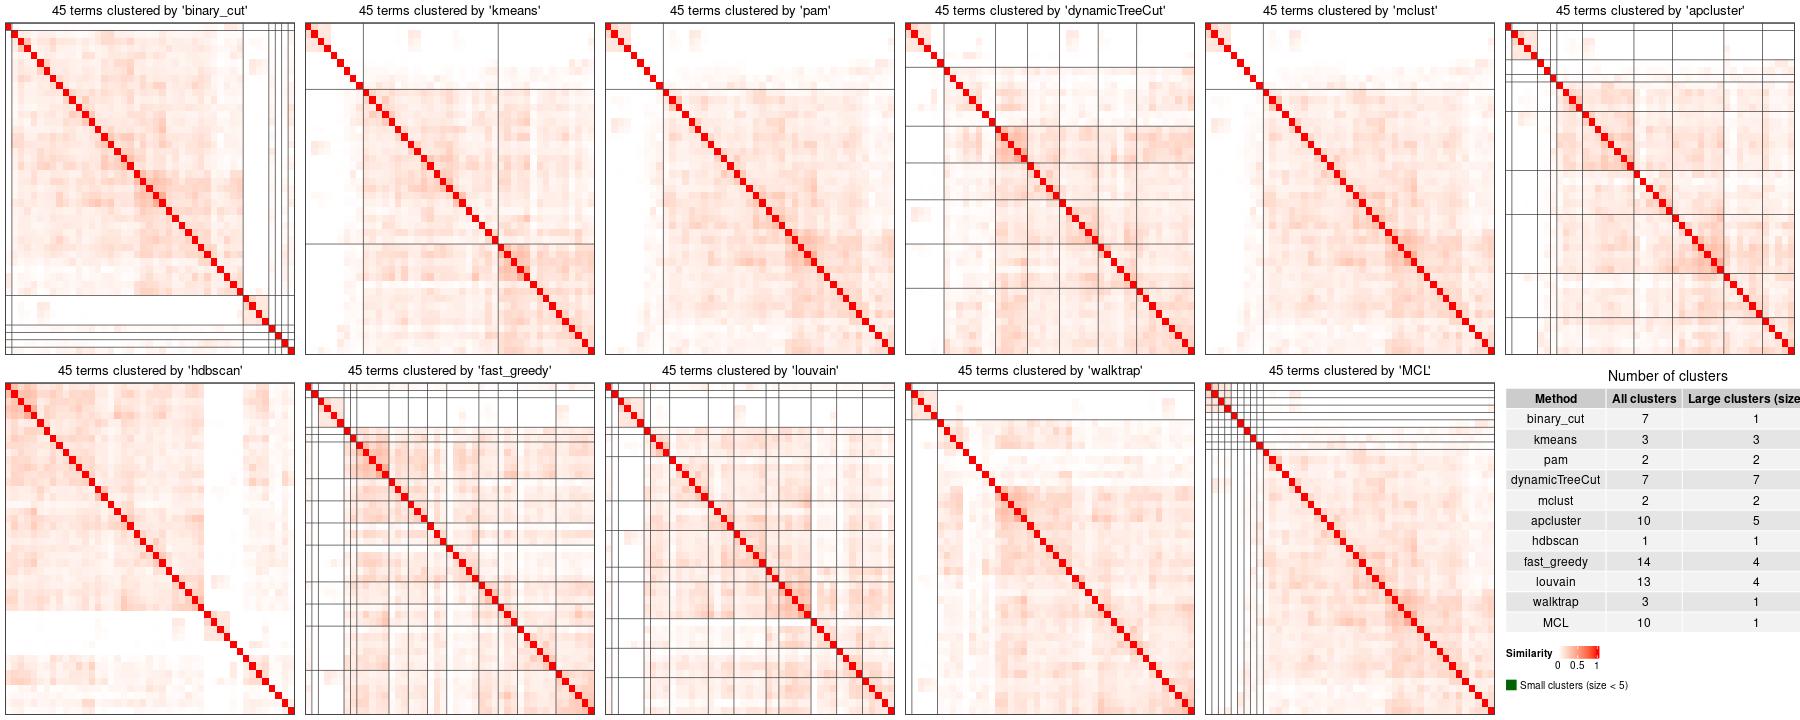 45 terms clustered by 'binary_cut'
45 terms clustered by 'kmeans'
45 terms clustered by 'pam'
45 terms clustered by 'dynamicTreeCut'
45 terms clustered by 'mclust'
45 terms clustered by 'apcluster'
45 terms clustered by 'hdbscan'
45 terms clustered by 'fast_greedy'
45 terms clustered by 'louvain'
45 terms clustered by 'walktrap'
45 terms clustered by 'MCL'
Number of clusters
Method All clusters Large clusters (size
binary_cut 7 1
kmeans 3 3
pam 2 2
dynamicTreeCut 7 7
mclust 2 2
apcluster 10 5
hdbscan 1 1
fast_greedy 14 4
louvain 13 4
walktrap 3 1
MCL 10 1
Similarity
0 0.5 1
Small clusters (size < 5)